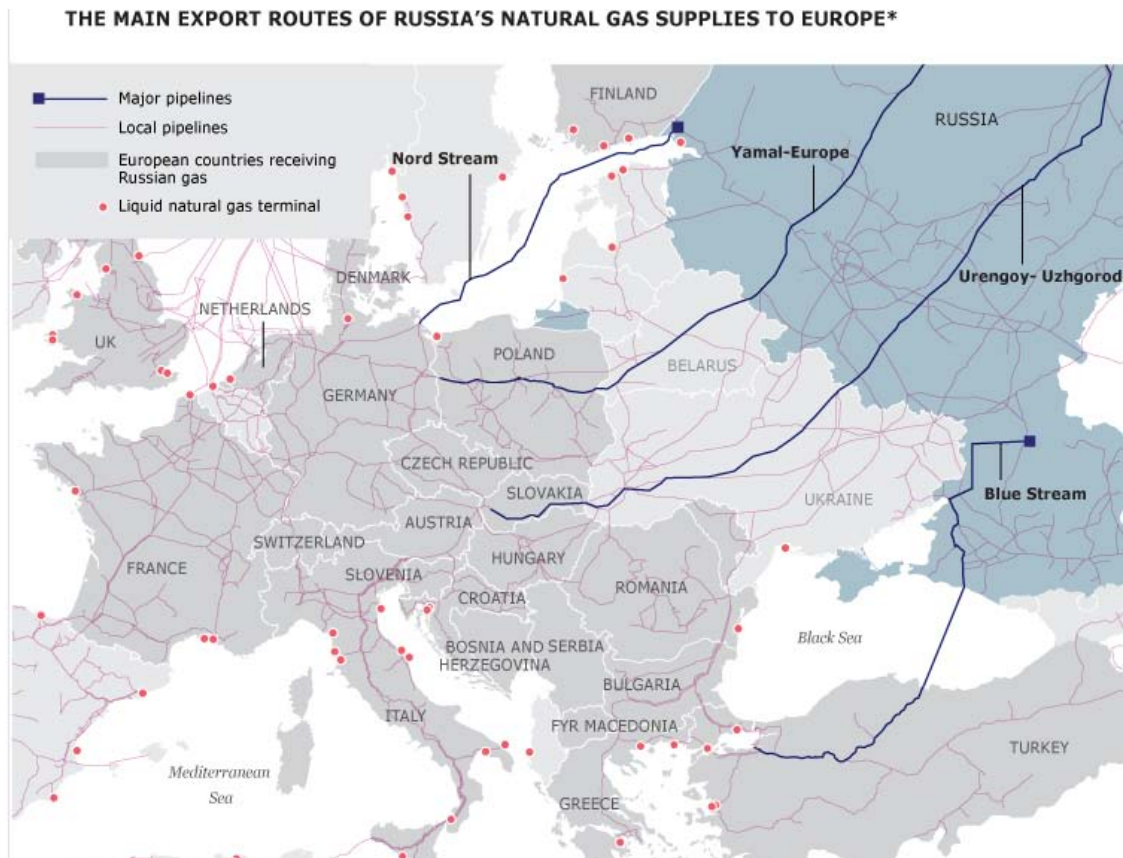 THE MAIN EXPORT ROUTES OF RUSSIA'S NATURAL GAS SUPPLIES TO EUROPE*
Major pipelines
Local pipelines
European countries receiving
Russian gas
Liquid natural gas terminal
FINLAND
RUSSIA
Nord Stream
Yamal-Europe
Urengoy- Uzhgorod
DENMARK
NETHERLANDS
UK
POLAND
BELARUS
GERMANY
CZECH REPUBLIC
SLOVAKIA
UKRAINE
Blue Stream
AUSTRIA
SWITZERLAND
HUNGARY
FRANCE
SLOVENIA
ROMANIA
CROATIA
Black Sea
BOSNIA AND
HERZEGOVINA
SERBIA
BULGARIA
ITALY
FYR MACEDONIA
TURKEY
Mediterranean
Sea
GREECE